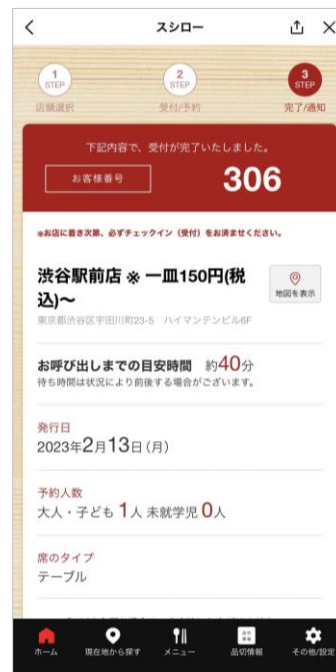 スシロー
1
STEP
店舗選択
2
STEP
受付/予約
3
STEP
完了/通知
下記内容で、受付が完了いたしました。
お客様番号 306
※お店に着き次第、必ずチェックイン（受付）をお済ませください。
渋谷駅前店 ※ 一皿150円(税
込)〜
地図を表示
東京都渋谷区宇田川町23-5 ハイマンテンビル6F
お呼び出しまでの目安時間 約40分
待ち時間は状況により前後する場合がございます。
発行日
2023年2月13日(月)
予約人数
大人・子ども 1人 未就学児 0人
席のタイプ
テーブル
ホーム
現在地から探す
メニュー
品切情報
その他/設定